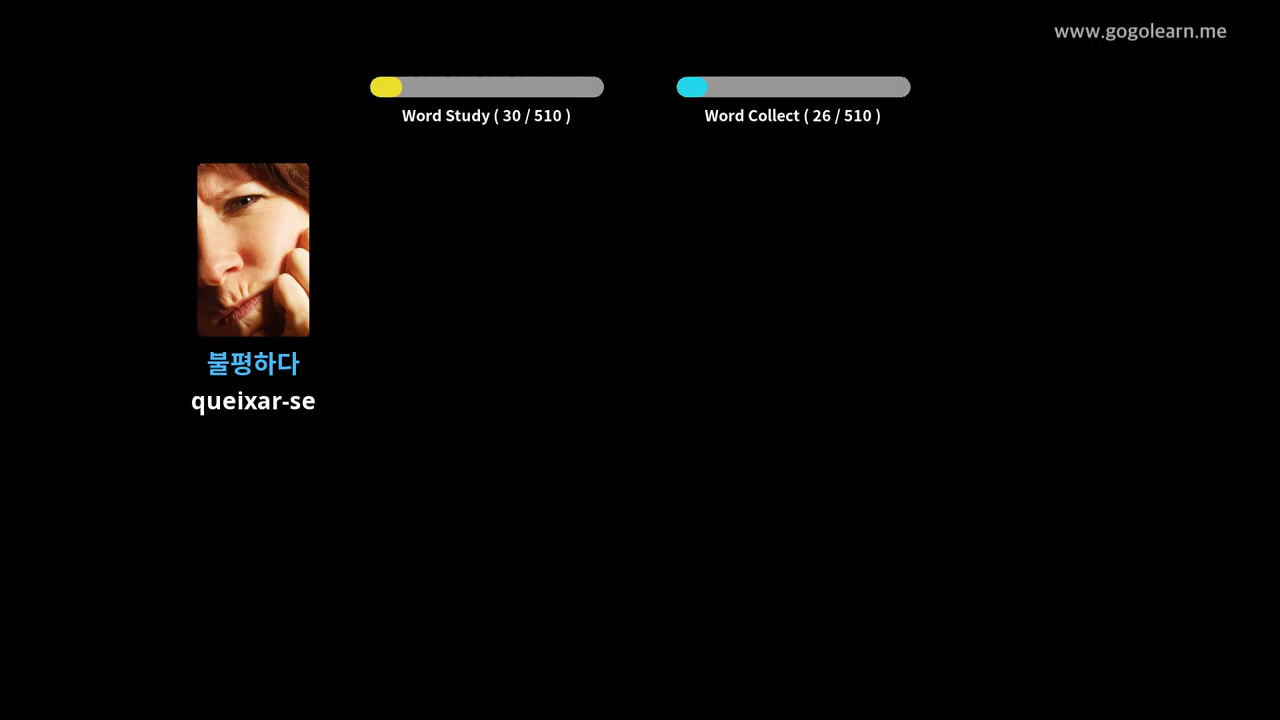 www.gogolearn.me
Word Study ( 30 / 510 )
Word Collect ( 26 / 510 )
불평하다
queixar-se